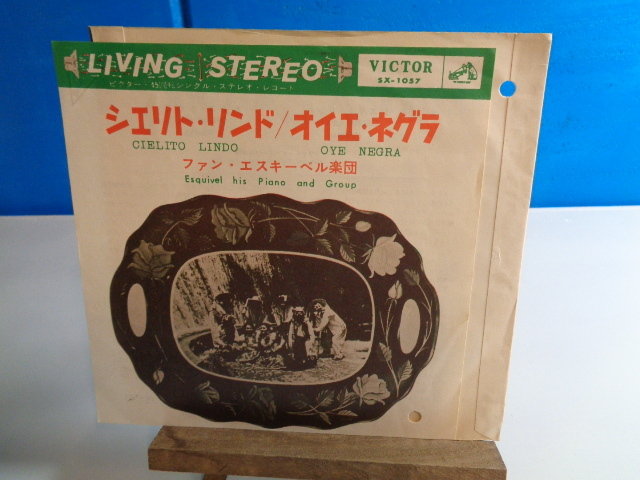 LIVING STEREO
VICTOR
SX-1057
ビクター・45回転シングル・ステレオ・レコード
シエリト・リンド/オイエ・ネグラ
CIELITO LINDO OYE NEGRA
ファン・エスキーベル楽団
Esquivel his Piano and Group